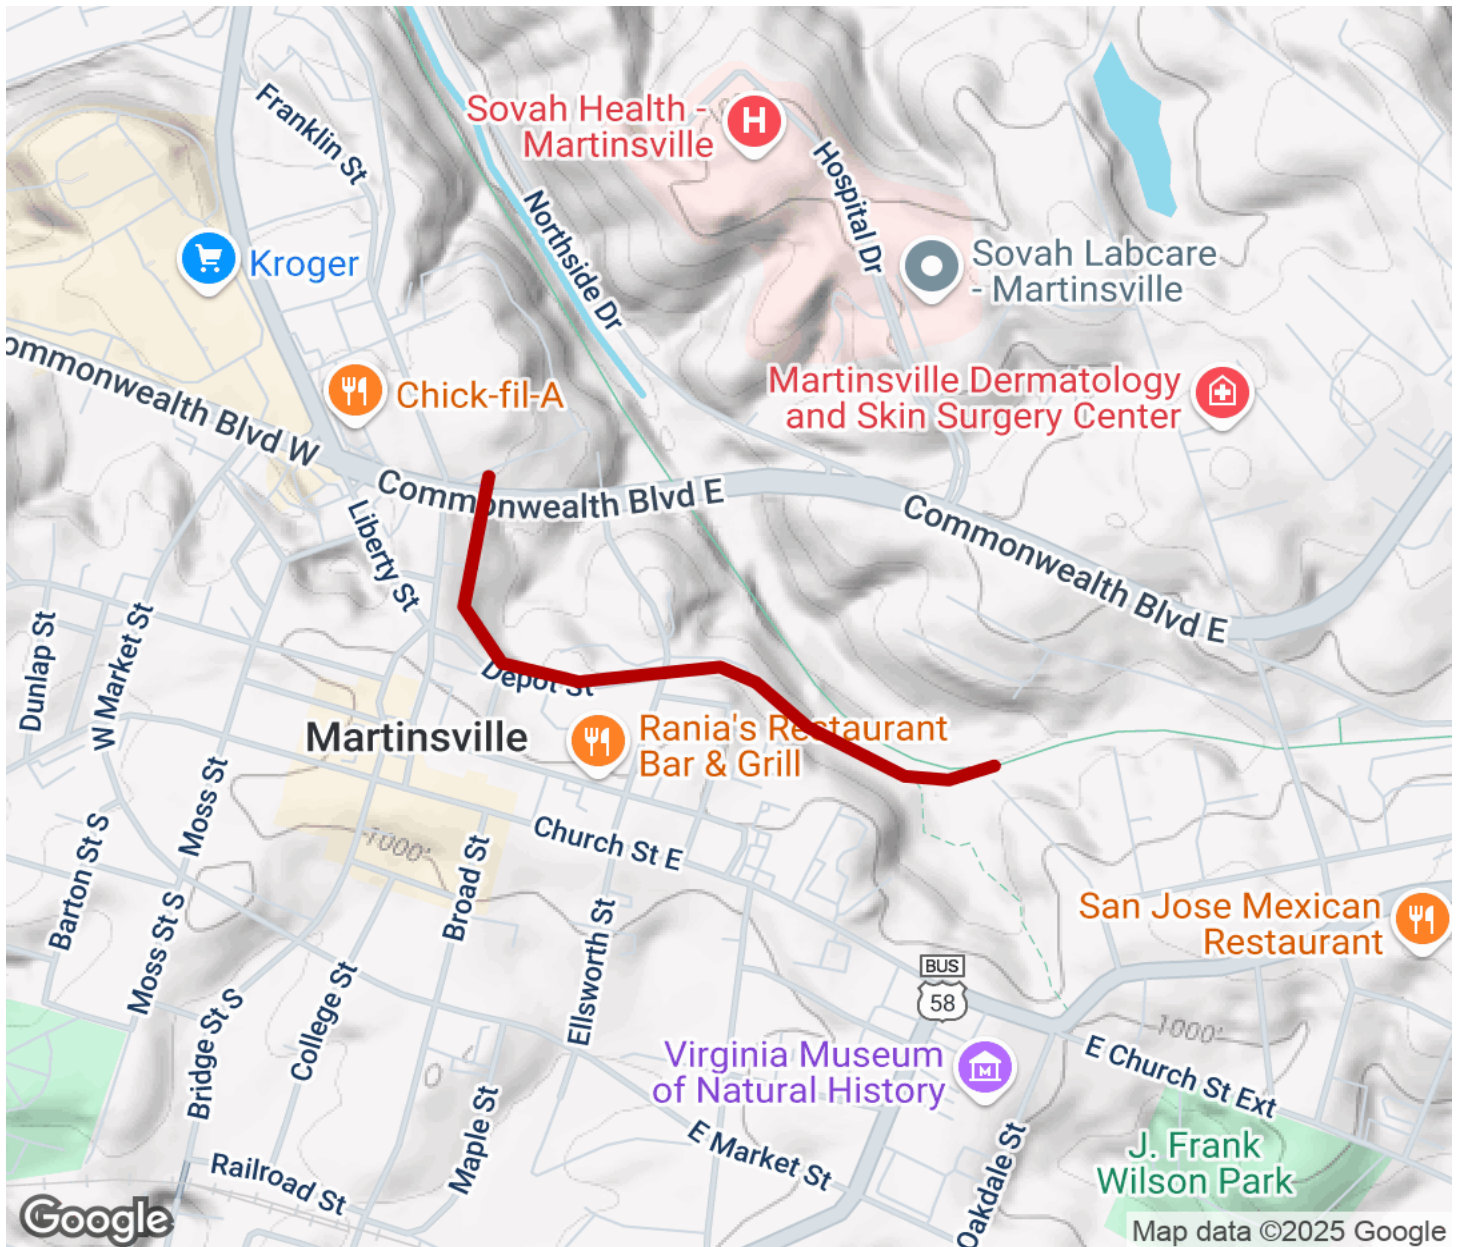 Franklin St
Sovah Health -
Martinsville
H
Hospital Dr
Northside Dr
Kroger
Sovah Labcare
- Martinsville
Commonwealth Blvd W
Chick-fil-A
Martinsville Dermatology
and Skin Surgery Center
Commonwealth Blvd E
Commonwealth Blvd E
Liberty St
Dunlap St
W Market St
Depot St
Martinsville
Rania's Restaurant
Bar & Grill
Moss St
1000'
Church St E
Barton St S
Broad St
Moss St S
San Jose Mexican
Restaurant
Ellsworth St
College St
BUS
58
Bridge St S
1000'
Virginia Museum
of Natural History
M
E Church St Ext
Maple St
E Market St
J. Frank
Wilson Park
Railroad St
Oakdale St
Google
Map data ©2025 Google